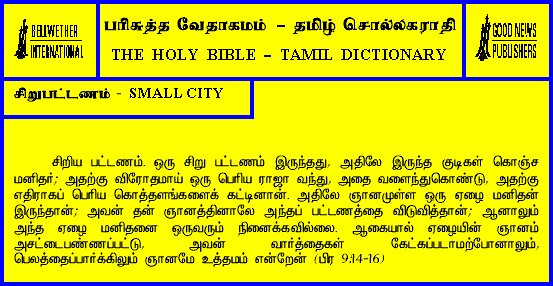 BELLWETHER
INTERNATIONAL
பரிசுத்த வேதாகமம் – தமிழ் சொல்லகராதி
THE HOLY BIBLE – TAMIL DICTIONARY
GOOD NEWS
PUBLISHERS
சிறுபட்டணம் - SMALL CITY
சிறிய பட்டணம். ஒரு சிறு பட்டணம் இருந்தது, அதிலே இருந்த குடிகள் கொஞ்ச
மனிதர்; அதற்கு விரோதமாய் ஒரு பெரிய ராஜா வந்து, அதை வளைந்துகொண்டு, அதற்கு
எதிராகப் பெரிய கொத்தளங்களைக் கட்டினான். அதிலே ஞானமுள்ள ஒரு ஏழை மனிதன்
இருந்தான்; அவன் தன் ஞானத்தினாலே அந்தப் பட்டணத்தை விடுவித்தான்; ஆனாலும்
அந்த ஏழை மனிதனை ஒருவரும் நினைக்கவில்லை. ஆகையால் ஏழையின் ஞானம்
அசட்டைபண்ணப்பட்டு, அவன் வார்த்தைகள் கேட்கப்படாமற்போனாலும்,
பெலத்தைப்பார்க்கிலும் ஞானமே உத்தமம் என்றேன் (பிர 9:14-16)